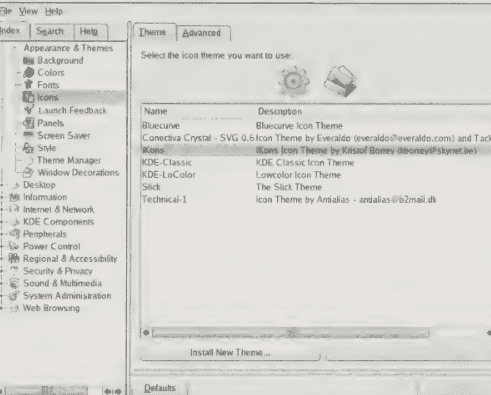 File View Help
Index Search Help
Appearance & Themes
Background
Colors
Fonts
Icons
Launch Feedback
Panels
Screen Saver
Style
Theme Manager
Window Decorations
Desktop
Information
Internet & Network
KDE Components
Peripherals
Power Control
Regional & Accessibility
Security & Privacy
Sound & Multimedia
System Administration
Web Browsing
Theme Advanced
Select the icon theme you want to use:
Name Description
Bluecurve Bluecurve Icon Theme
Conectiva Crystal - SVG 0.6 Icon Theme by Everaldo (everaldo@everaldo.com) and Tack
iKons iKons Icon Theme by Kristof Borrey (kborrey@skynet.be)
KDE-Classic KDE Classic Icon Theme
KDE-LoColor Lowcolor Icon Theme
Slick The Slick Theme
Technical-1 Icon Theme by Antialias - antialias@b2mail.dk
Install New Theme...
Defaults